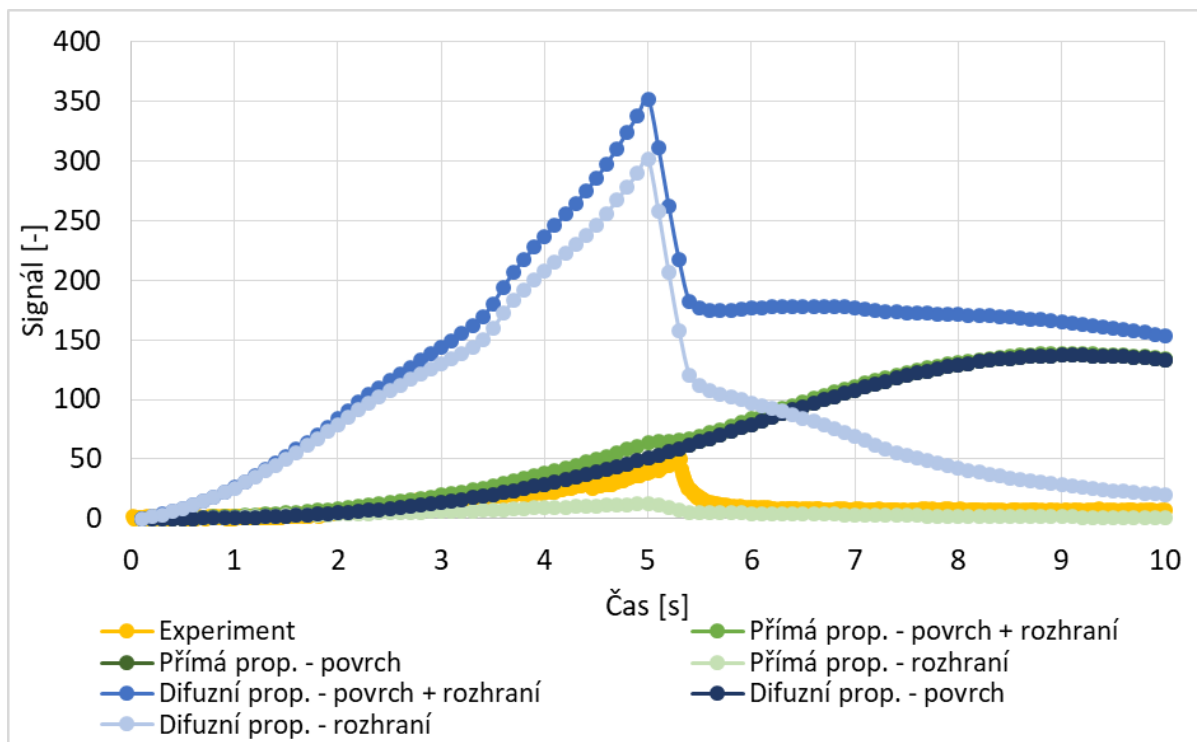 400
350
300
250
200
150
100
50
0
Signál [-]
0 1 2 3 4 5 6 7 8 9 10
Čas [s]
Experiment
Přímá prop. - povrch + rozhraní
Přímá prop. - povrch
Přímá prop. - rozhraní
Difuzní prop. - povrch + rozhraní
Difuzní prop. - povrch
Difuzní prop. - rozhraní